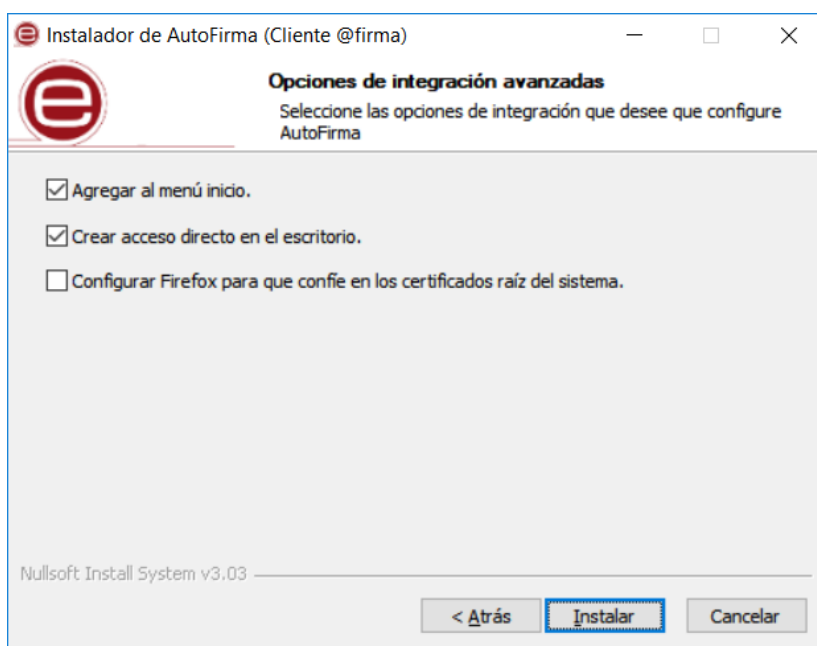 Instalador de AutoFirma (Cliente @firma)
Opciones de integración avanzadas
Seleccione las opciones de integración que desee que configure
AutoFirma
Agregar al menú inicio.
Crear acceso directo en el escritorio.
Configurar Firefox para que confíe en los certificados raíz del sistema.
Nullsoft Install System v3.03
< Atrás Instalar Cancelar